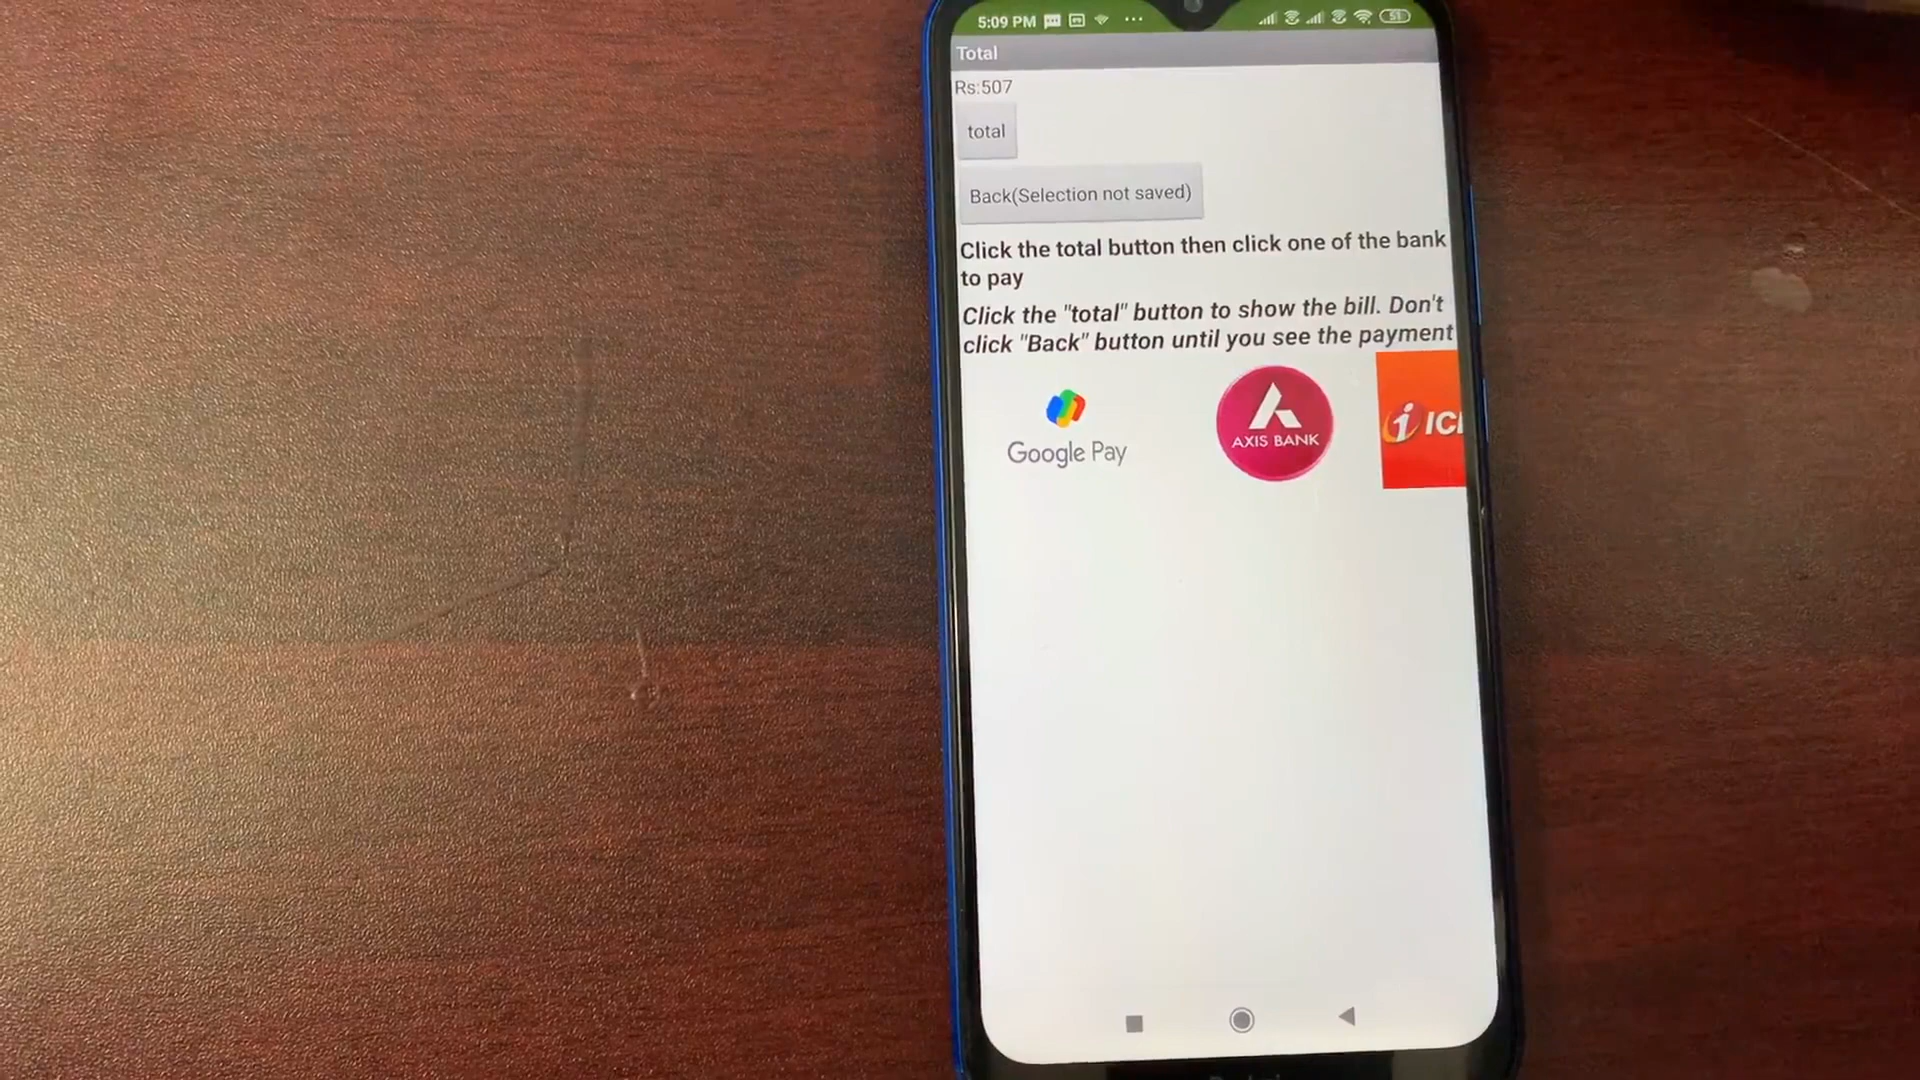 5:09 PM
51
Total
Rs:507
total
Back(Selection not saved)
Click the total button then click one of the bank
to pay
Click the "total" button to show the bill. Don't
click "Back" button until you see the payment
Google Pay
AXIS BANK
ICI